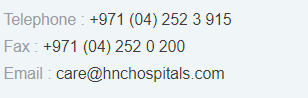 Telephone : +971 (04) 252 3 915
Fax : +971 (04) 252 0 200
Email : care@hnchospitals.com